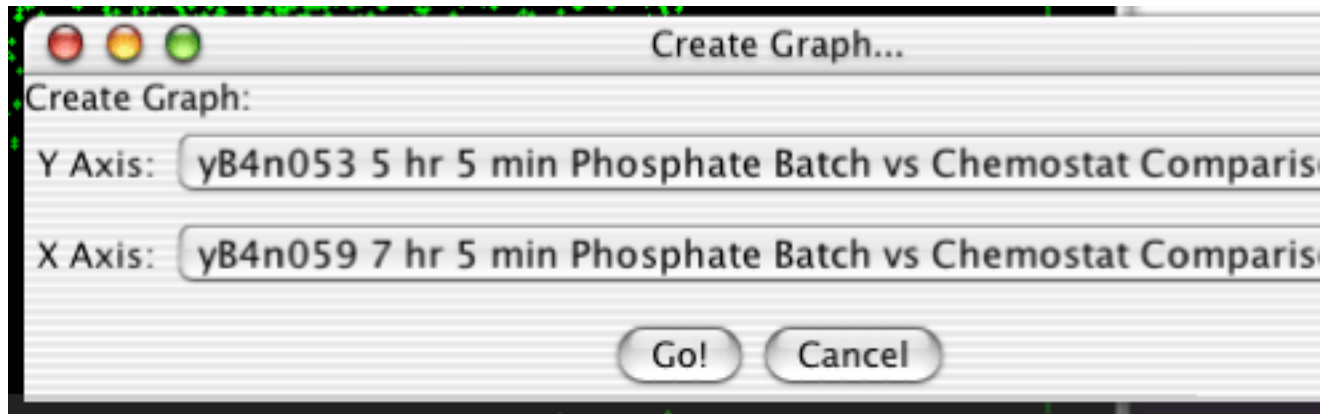 Create Graph...
Create Graph:
Y Axis: yB4n053 5 hr 5 min Phosphate Batch vs Chemostat Comparis
X Axis: yB4n059 7 hr 5 min Phosphate Batch vs Chemostat Comparis
Go! Cancel